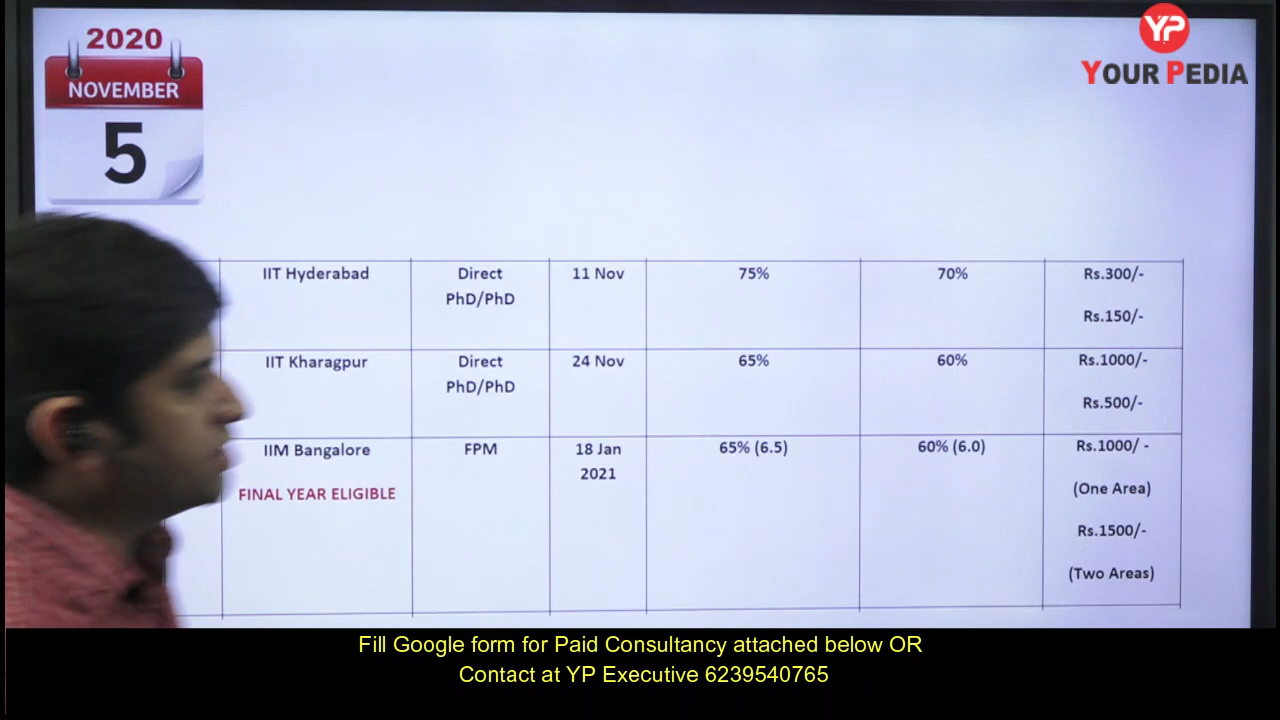 2020
NOVEMBER
5
YP
YOUR PEDIA
IIT Hyderabad
Direct
PhD/PhD
11 Nov
75%
70%
Rs.300/-
Rs.150/-
IIT Kharagpur
Direct
PhD/PhD
24 Nov
65%
60%
Rs.1000/-
Rs.500/-
IIM Bangalore
FINAL YEAR ELIGIBLE
FPM
18 Jan
2021
65% (6.5)
60% (6.0)
Rs.1000/ -
(One Area)
Rs.1500/-
(Two Areas)
Fill Google form for Paid Consultancy attached below OR
Contact at YP Executive 6239540765